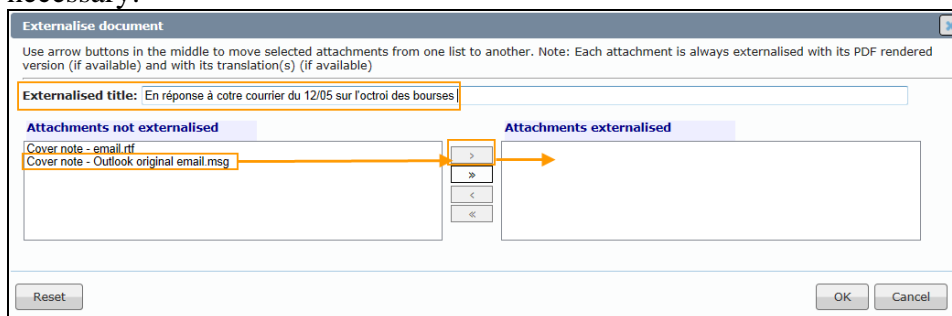 necessary.
Externalise document
Use arrow buttons in the middle to move selected attachments from one list to another. Note: Each attachment is always externalised with its PDF rendered
version (if available) and with its translation(s) (if available)
Externalised title: En réponse à cotre courrier du 12/05 sur l'octroi des bourses
Attachments not externalised
Attachments externalised
Cover note - email.rtf
Cover note - Outlook original email.msg
>
»
<
«
Reset
OK
Cancel